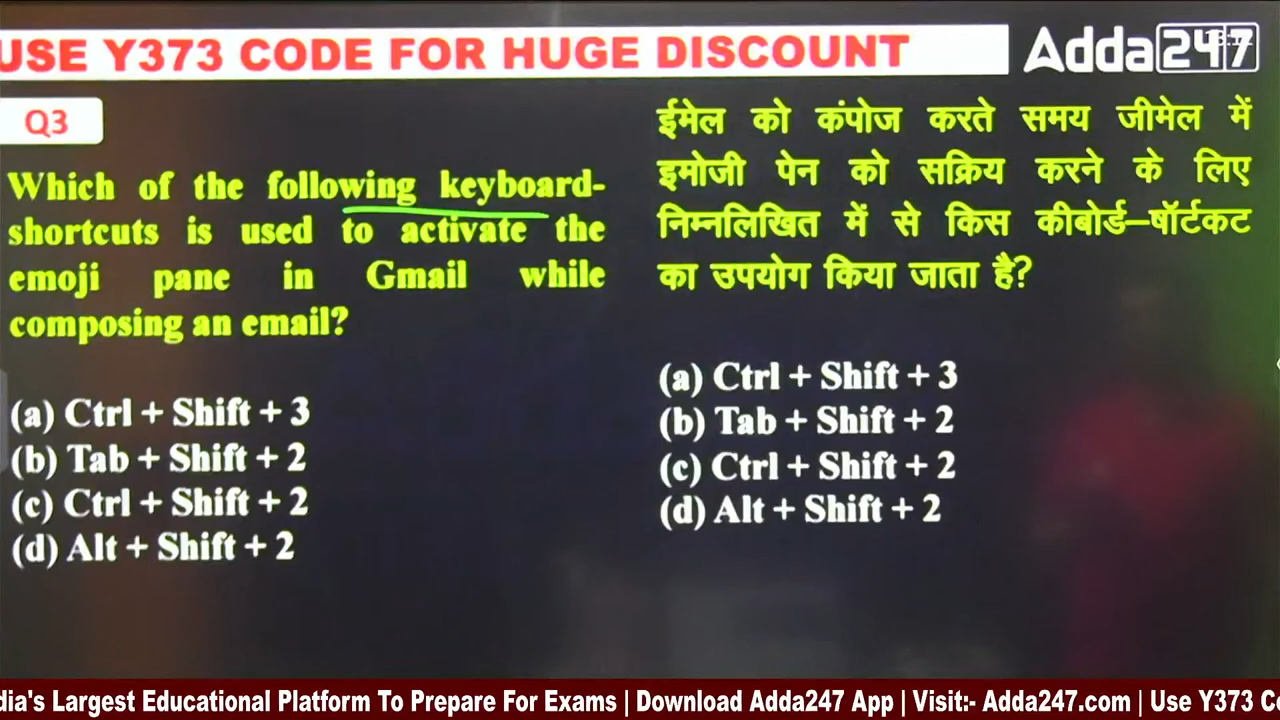 USE Y373 CODE FOR HUGE DISCOUNT
Adda247
Q3
Which of the following keyboard-
shortcuts is used to activate the
emoji pane in Gmail while
composing an email?
(a) Ctrl + Shift + 3
(b) Tab + Shift + 2
(c) Ctrl + Shift + 2
(d) Alt + Shift + 2
ईमेल को कंपोज करते समय जीमेल में
इमोजी पेन को सक्रिय करने के लिए
निम्नलिखित में से किस कीबोर्ड–षॉर्टकट
का उपयोग किया जाता है?
(a) Ctrl + Shift + 3
(b) Tab + Shift + 2
(c) Ctrl + Shift + 2
(d) Alt + Shift + 2
dia's Largest Educational Platform To Prepare For Exams | Download Adda247 App | Visit:- Adda247.com | Use Y373 C